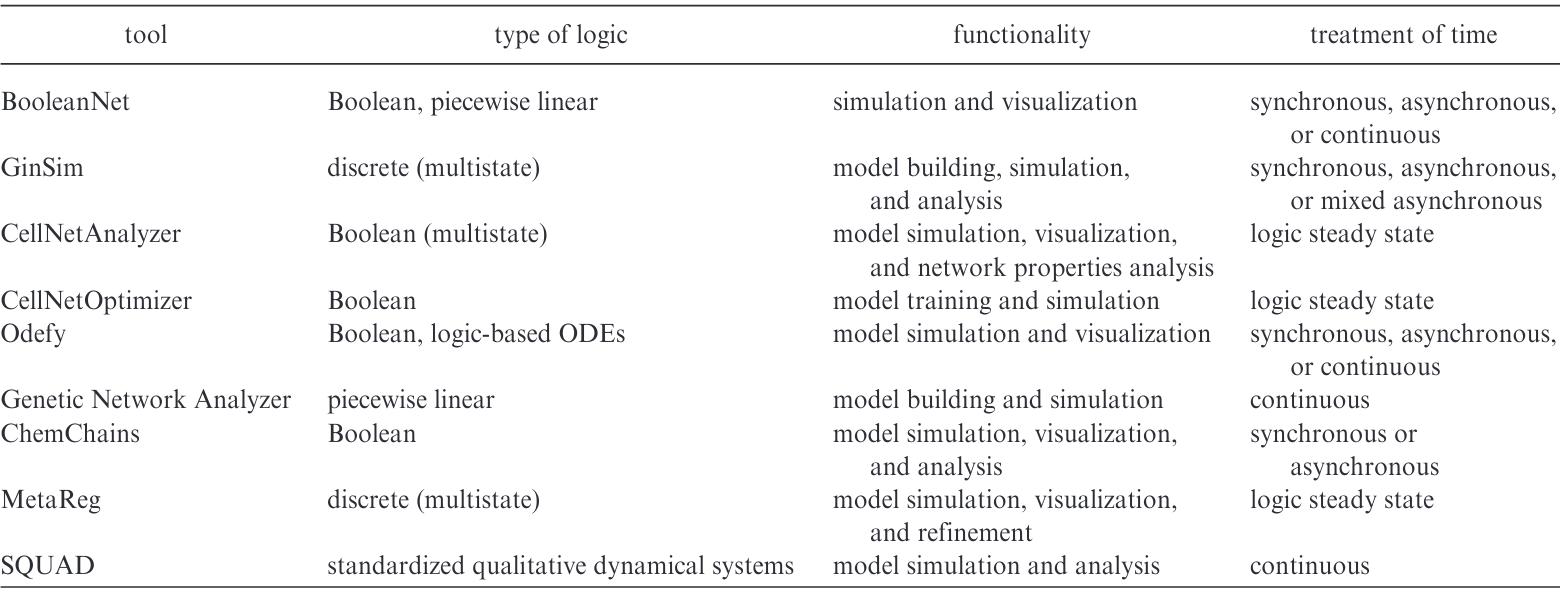 tool type of logic functionality treatment of time
BooleanNet Boolean, piecewise linear simulation and visualization synchronous, asynchronous,
or continuous
GinSim discrete (multistate) model building, simulation, synchronous, asynchronous,
and analysis or mixed asynchronous
CellNetAnalyzer Boolean (multistate) model simulation, visualization, logic steady state
and network properties analysis
CellNetOptimizer Boolean model training and simulation logic steady state
Odefy Boolean, logic-based ODEs model simulation and visualization synchronous, asynchronous,
or continuous
Genetic Network Analyzer piecewise linear model building and simulation continuous
ChemChains Boolean model simulation, visualization, synchronous or
and analysis asynchronous
MetaReg discrete (multistate) model simulation, visualization, logic steady state
and refinement
SQUAD standardized qualitative dynamical systems model simulation and analysis continuous